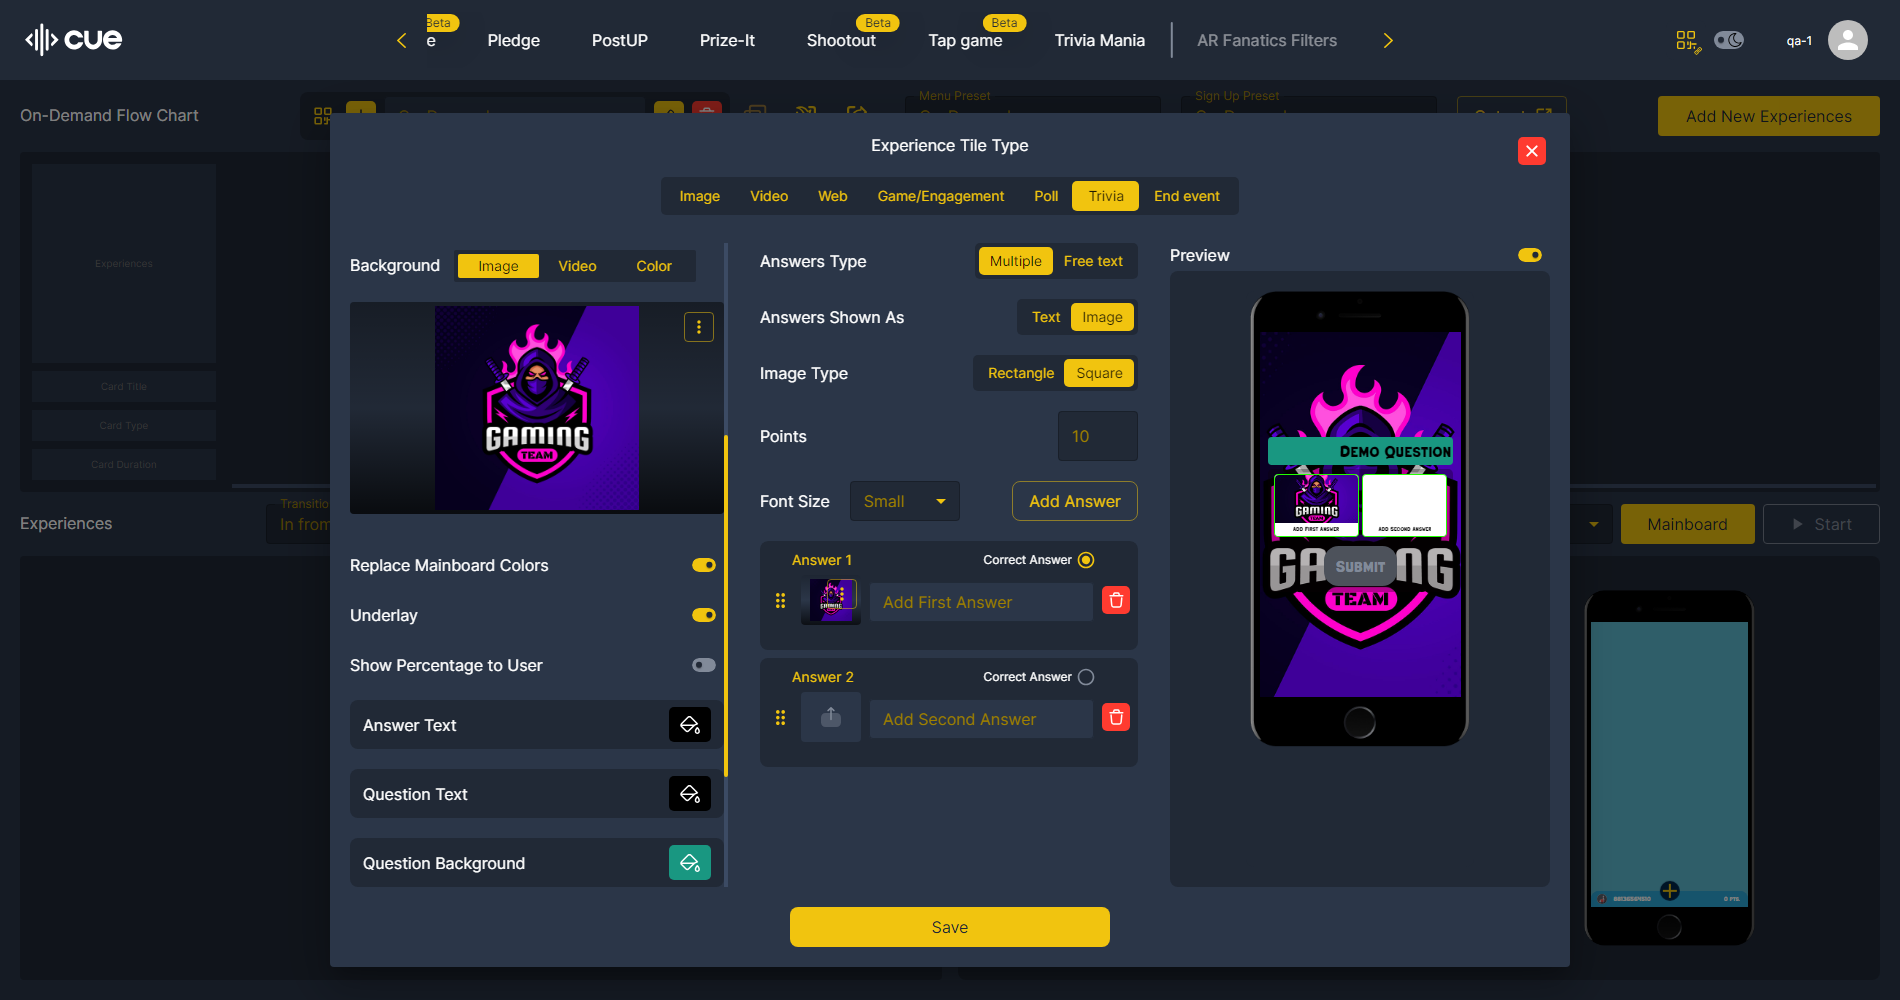 cue
e
Beta
Pledge
PostUP
Prize-It
Shootout
Beta
Tap game
Beta
Trivia Mania
AR Fanatics Filters
qa-1
On-Demand Flow Chart
Menu Preset
Sign Up Preset
Add New Experiences
Experience Tile Type
Image
Video
Web
Game/Engagement
Poll
Trivia
End event
Experiences
Card Title
Card Type
Card Duration
Experiences
Transitio
In from
Background
Image
Video
Color
GAMING
TEAM
Replace Mainboard Colors
Underlay
Show Percentage to User
Answer Text
Question Text
Question Background
Answers Type
Multiple
Free text
Answers Shown As
Text
Image
Image Type
Rectangle
Square
Points
10
Font Size
Small
Add Answer
Answer 1
Correct Answer
GAMING
Add First Answer
Answer 2
Correct Answer
Add Second Answer
Preview
Demo Question
GAMING
Add First Answer
Add Second Answer
GAMING
Submit
TEAM
Mainboard
Start
0 PTS
Save